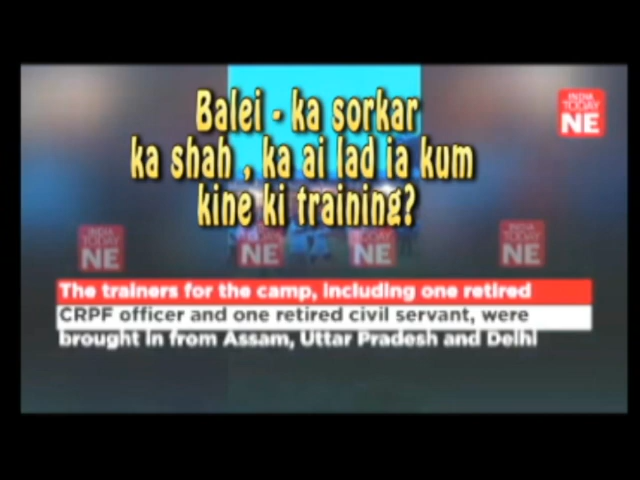 Balei - ka sorkar
INDIA
TODAY
NE
ka shah , ka ai lad ia kum
kine ki training?
INDIA
TODAY
NE
NE
NE
INDIA
TODAY
NE
The trainers for the camp, including one retired
CRPF officer and one retired civil servant, were
brought in from Assam, Uttar Pradesh and Delhi